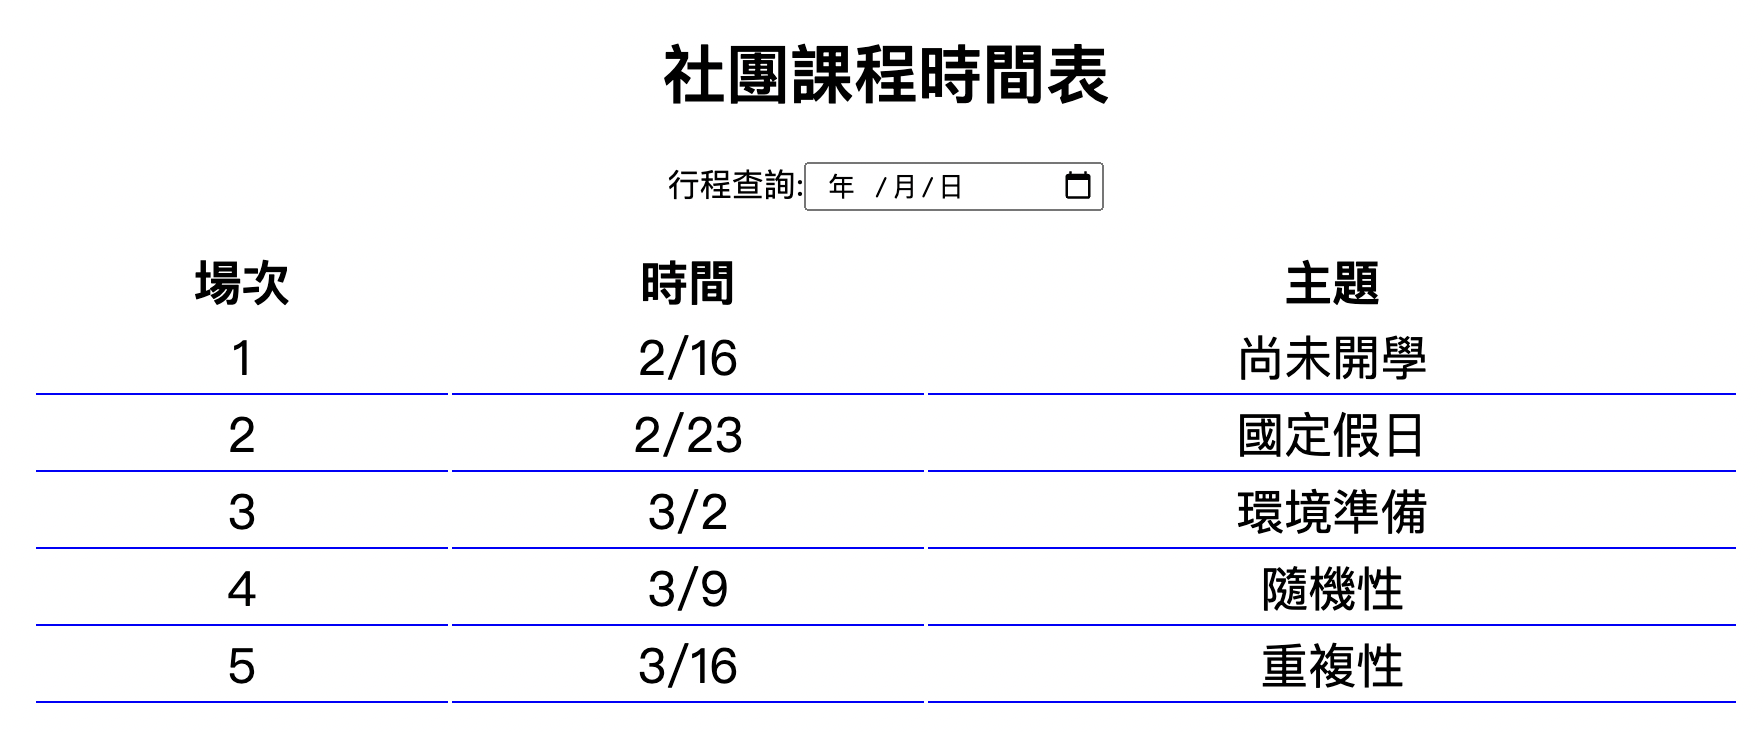 社團課程時間表
行程查詢: 年 /月/日
場次 時間 主題
1 2/16 尚未開學
2 2/23 國定假日
3 3/2 環境準備
4 3/9 隨機性
5 3/16 重複性